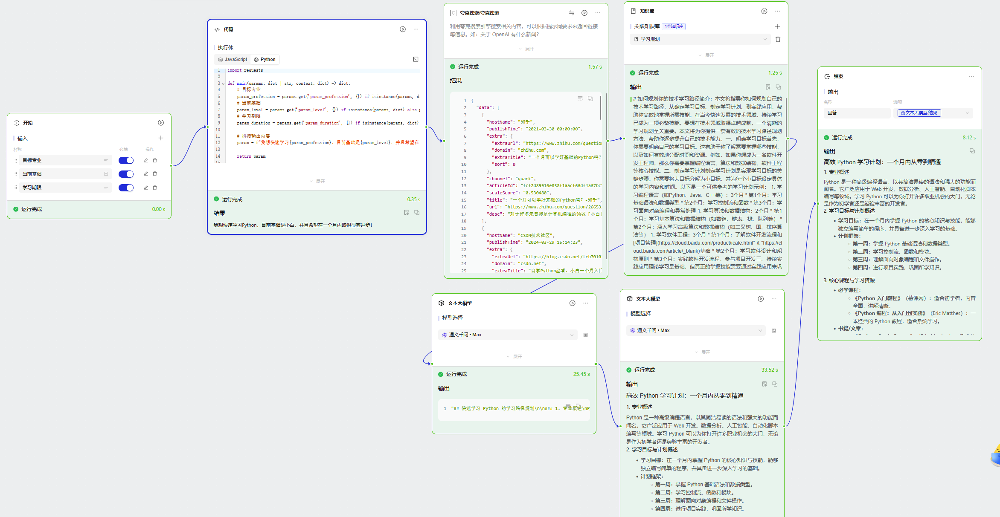 开始
输入
名称 必填 操作
目标专业
当前基础
学习期限
运行完成 0.00 s
代码
执行体
JavaScript Python
1 import requests
2
3 def main(params: dict | str, context: dict) -> dict:
4 # 目标专业
5 param_profession = params.get('param_profession', {}) if isinstance(params, di
6 # 当前基础
7 param_level = params.get('param_level', {}) if isinstance(params, dict) else p
8 # 学习期限
9 param_duration = params.get('param_duration', {}) if isinstance(params, dict)
10
11 # 拼接输出内容
12 param = f"我想快速学习{param_profession}，目前基础是{param_level}，并且希望在
13
14 return param
15
展开
运行完成 0.35 s
结果
我想快速学习Python，目前基础是小白，并且希望在一个月内取得显著进步！
夸克搜索/夸克搜索
利用夸克搜索引擎搜索相关内容，可以根据提示词要求来返回链接
等信息。如：关于 OpenAI 有什么新闻？
展开
运行完成 1.57 s
结果
1 {
2 "data": [
3 {
4 "hostName": "知乎",
5 "publishTime": "2021-03-30 00:00:00",
6 "extra": {
7 "extraUrl": "https://www.zhihu.com/question
8 "domain": "zhihu.com",
9 "extraTitle": "一个月可以学好基础的Python吗?
10 "sort": 0
11 },
12 "channel": "quark",
13 "articleId": "fcf2d89916e038f1aacf66df4a67bc
14 "scaleScore": "0.530480",
15 "title": "一个月可以学好基础的Python吗? -知乎",
16 "url": "https://www.zhihu.com/question/26653
17 "desc": "对于许多未曾涉足计算机编程的领域「小白」
18 },
19 {
20 "hostName": "CSDN技术社区",
21 "publishTime": "2024-03-29 15:14:23",
22 "extra": {
23 "extraUrl": "https://blog.csdn.net/trb701
24 "domain": "csdn.net",
25 "extraTitle": "自学Python必看，小白一个月入门
知识库
关联知识库 1个知识库
学习规划
展开
运行完成 1.25 s
输出
# 如何规划你的技术学习路径简介：本文将指导你如何规划自己的
技术学习路径，从确定学习目标、制定学习计划、到实践应用，帮
助你高效地掌握所需技能。在当今快速发展的技术领域，持续学习
已成为一项必备技能。要想在技术领域取得卓越成就，一个清晰的
学习规划至关重要。本文将为你提供一套有效的技术学习路径规划
方法，帮助你逐步提升自己的技术能力。一、明确学习目标首先，
你需要明确自己的学习目标。这有助于你了解需要掌握哪些技能，
以及如何有效地分配时间和资源。例如，如果你想成为一名软件开
发工程师，那么你需要掌握编程语言、算法和数据结构、软件工程
等核心技能。二、制定学习计划制定学习计划是实现学习目标的关
键步骤。你需要将大目标分解为小目标，并为每个小目标设定具体
的学习内容和时间。以下是一个可供参考的学习计划示例： 1. 学
习编程语言（如Python、Java、C++等）：3个月 * 第1个月：学习
基础语法和数据类型 * 第2个月：学习控制流和函数 * 第3个月：学
习面向对象编程和异常处理 1. 学习算法和数据结构：2个月 * 第1
个月：学习基本算法和数据结构（如数组、链表、栈、队列等） *
第2个月：深入学习高级算法和数据结构（如二叉树、图、排序算
法等） 1. 学习软件工程：3个月 * 第1个月：了解软件开发流程和
[项目管理](https://cloud.baidu.com/product/icafe.html" \t "https://cl
oud.baidu.com/article/_blank)基础 * 第2个月：学习软件设计和架
构原则 * 第3个月：实践软件开发流程，参与项目开发三、持续实
践应用理论学习是基础，但真正的掌握技能需要通过实践应用来巩
文本大模型
模型选择
通义千问 • Max
展开
运行完成 25.45 s
输出
1 "## 快速学习 Python 的学习路径规划\n\n### 1. 专业概述\nP
文本大模型
模型选择
通义千问 • Max
展开
运行完成 33.52 s
输出
高效 Python 学习计划：一个月内从零到精通
1. 专业概述
Python 是一种高级编程语言，以其简洁易读的语法和强大的功能而
闻名。它广泛应用于 Web 开发、数据分析、人工智能、自动化脚本
编写等领域。学习 Python 可以为你打开许多职业机会的大门，无论
是作为初学者还是经验丰富的开发者。
2. 学习目标与计划概述
• 学习目标：在一个月内掌握 Python 的核心知识与技能，能够
独立编写简单的程序，并具备进一步深入学习的基础。
• 计划框架：
○ 第一周：掌握 Python 基础语法和数据类型。
○ 第二周：学习控制流、函数和模块。
○ 第三周：理解面向对象编程和文件操作。
○ 第四周：进行项目实践，巩固所学知识。
结束
输出
名称 选项
回答 文本大模型/结果
运行完成 8.12 s
输出
高效 Python 学习计划：一个月内从零到精通
1. 专业概述
Python 是一种高级编程语言，以其简洁易读的语法和强大的功能而
闻名。它广泛应用于 Web 开发、数据分析、人工智能、自动化脚本
编写等领域。学习 Python 可以为你打开许多职业机会的大门，无论
是作为初学者还是经验丰富的开发者。
2. 学习目标与计划概述
• 学习目标：在一个月内掌握 Python 的核心知识与技能，能够
独立编写简单的程序，并具备进一步深入学习的基础。
• 计划框架：
○ 第一周：掌握 Python 基础语法和数据类型。
○ 第二周：学习控制流、函数和模块。
○ 第三周：理解面向对象编程和文件操作。
○ 第四周：进行项目实践，巩固所学知识。
3. 核心课程与学习资源
• 必学课程：
○ 《Python 入门教程》（慕课网）：适合初学者，内容
全面，讲解清晰。
○ 《Python 编程：从入门到实践》（Eric Matthes）：一
本经典的 Python 教程，适合系统学习。
• 书籍/文章：